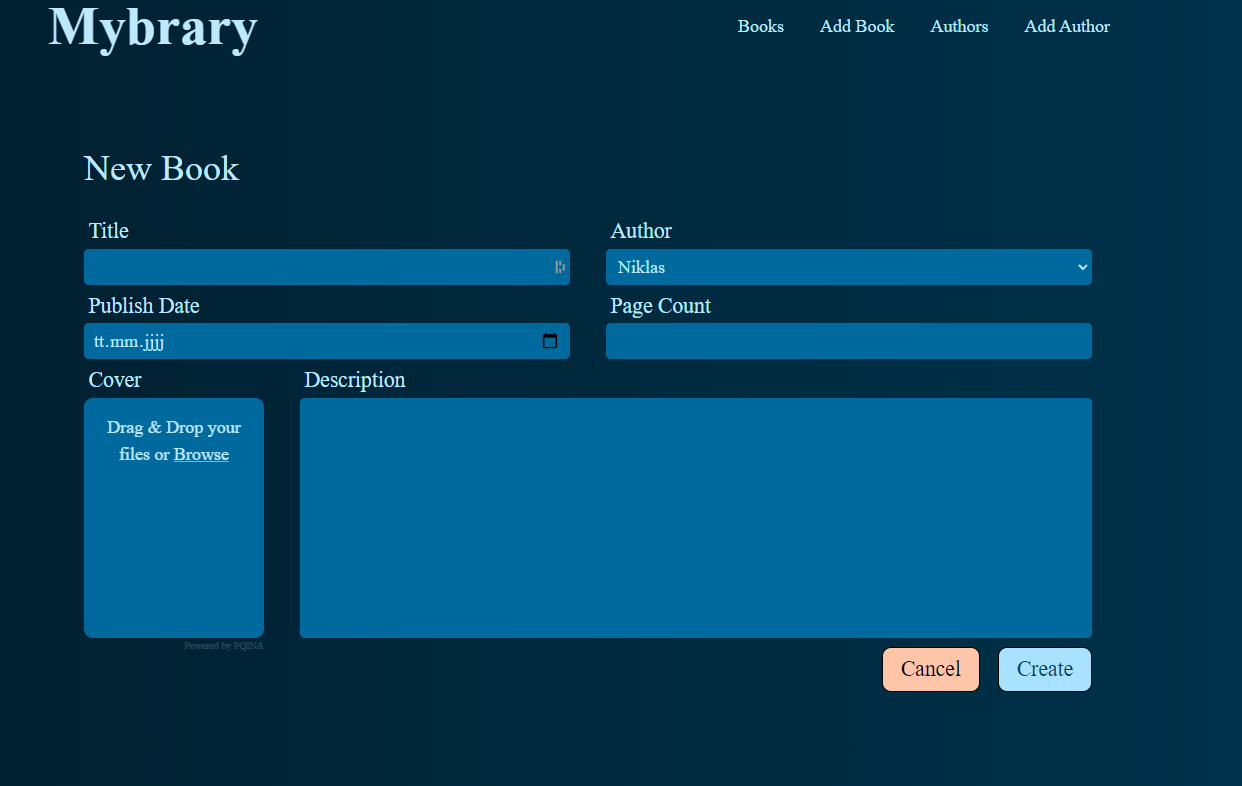 Mybrary
Books Add Book Authors Add Author
New Book
Title Author
Niklas
Publish Date Page Count
tt.mm.jjjj
Cover Description
Drag & Drop your
files or Browse
Powered by PQINA
Cancel Create